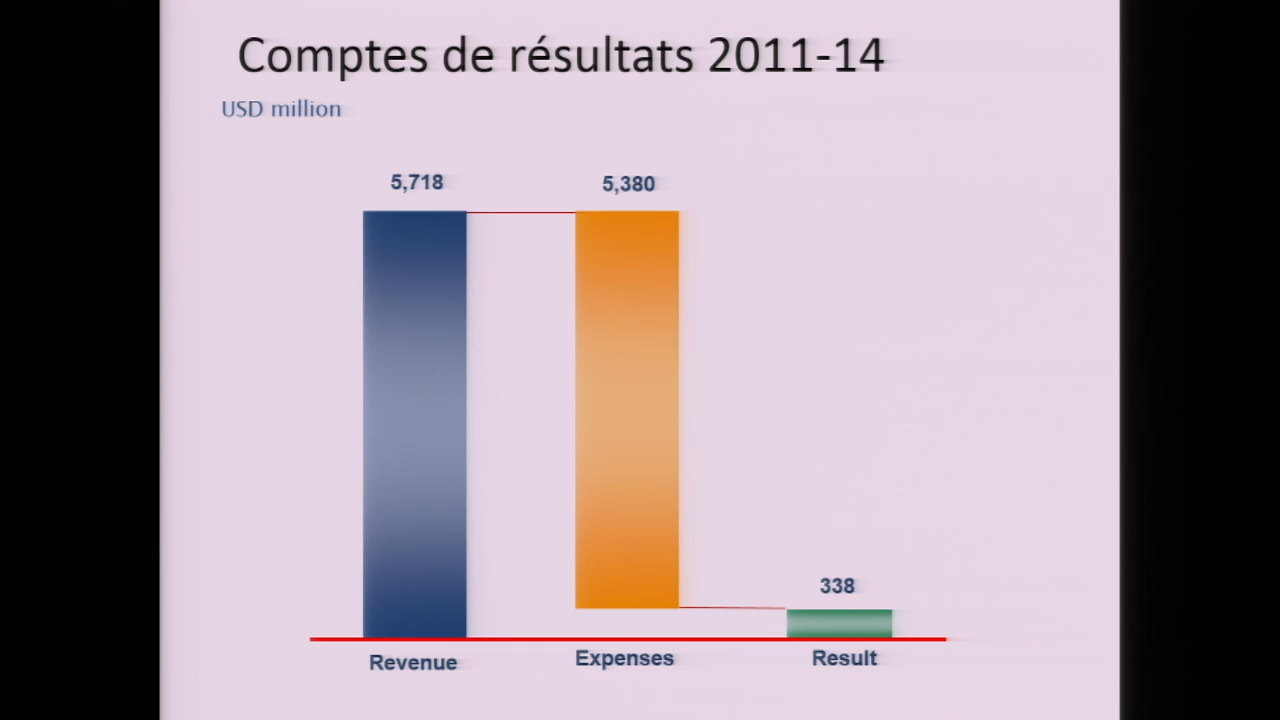 Comptes de résultats 2011-14
USD million
5,718
5,380
338
Revenue
Expenses
Result